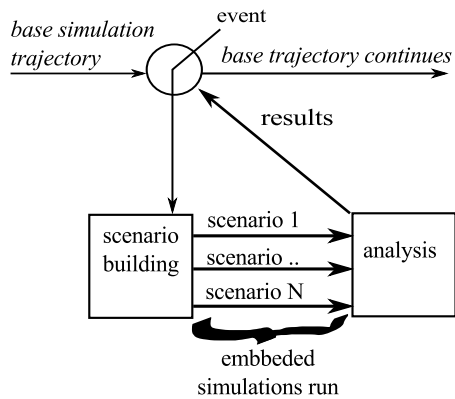 event
base simulation
trajectory
base trajectory continues
results
scenario
building
scenario 1
scenario ..
scenario N
analysis
embbeded
simulations run